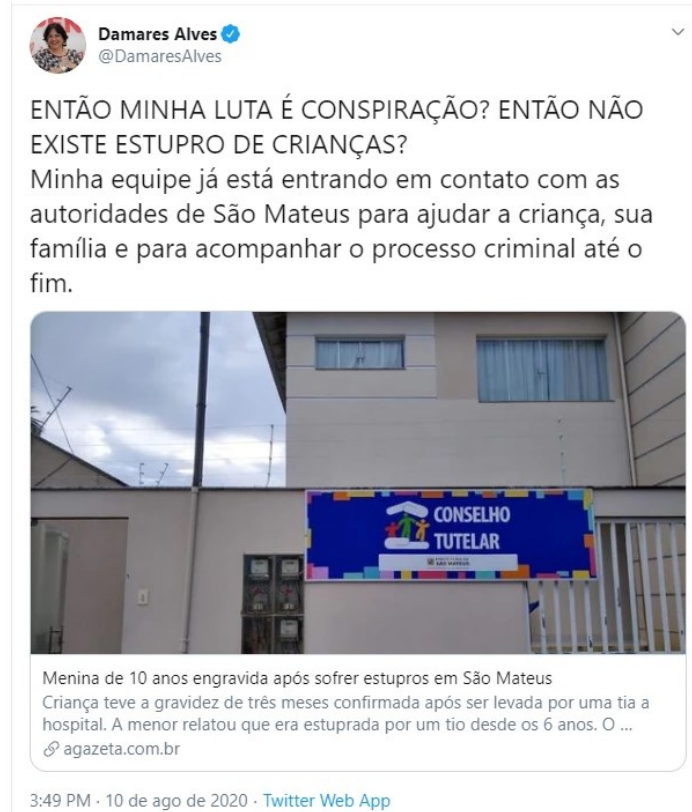 Damares Alves
@DamaresAlves
ENTÃO MINHA LUTA É CONSPIRAÇÃO? ENTÃO NÃO
EXISTE ESTUPRO DE CRIANÇAS?
Minha equipe já está entrando em contato com as
autoridades de São Mateus para ajudar a criança, sua
família e para acompanhar o processo criminal até o
fim.
CONSELHO
TUTELAR
SÃO MATEUS
Menina de 10 anos engravida após sofrer estupros em São Mateus
Criança teve a gravidez de três meses confirmada após ser levada por uma tia a
hospital. A menor relatou que era estuprada por um tio desde os 6 anos. O ...
agazeta.com.br
3:49 PM · 10 de ago de 2020 · Twitter Web App